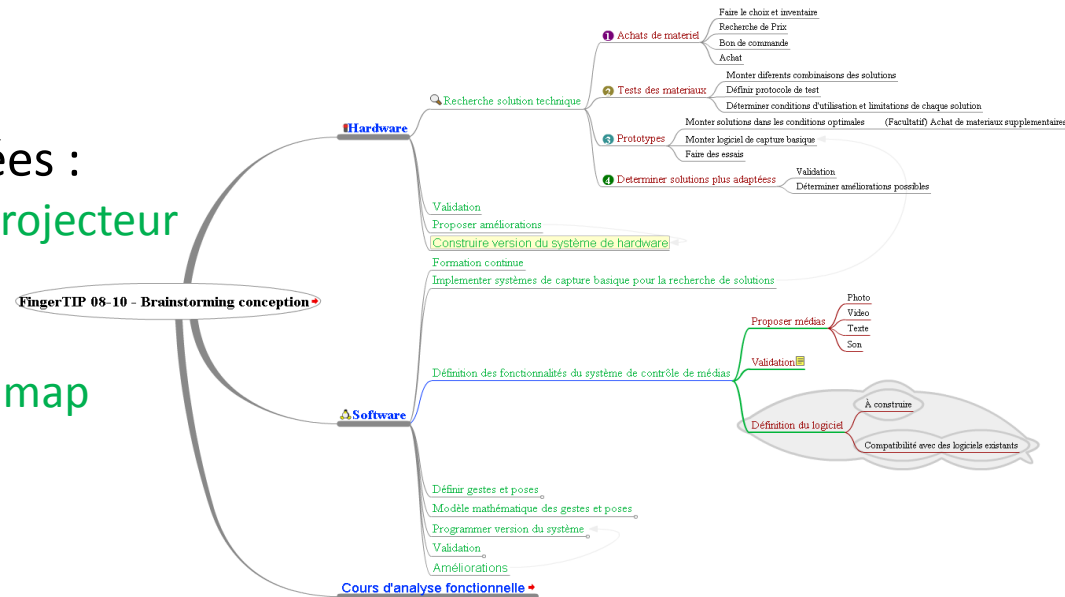 ées :
rojecteur
map
FingerTIP 08-10 - Brainstorming conception
Hardware
Recherche solution technique
1 Achats de materiel
Faire le choix et inventaire
Recherche de Prix
Bon de commande
Achat
2 Tests des materiaux
Monter diferents combinaisons des solutions
Définir protocole de test
Déterminer conditions d'utilisation et limitations de chaque solution
3 Prototypes
Monter solutions dans les conditions optimales
(Facultatif) Achat de materiaux supplementaires
Monter logiciel de capture basique
Faire des essais
4 Determiner solutions plus adaptéess
Validation
Déterminer améliorations possibles
Validation
Proposer améliorations
Construire version du système de hardware
Software
Formation continue
Implementer systèmes de capture basique pour la recherche de solutions
Définition des fonctionnalités du système de contrôle de médias
Proposer médias
Photo
Video
Texte
Son
Validation
Définition du logiciel
À construire
Compatibilité avec des logiciels existants
Définir gestes et poses
Modèle mathématique des gestes et poses
Programmer version du système
Validation
Améliorations
Cours d'analyse fonctionnelle